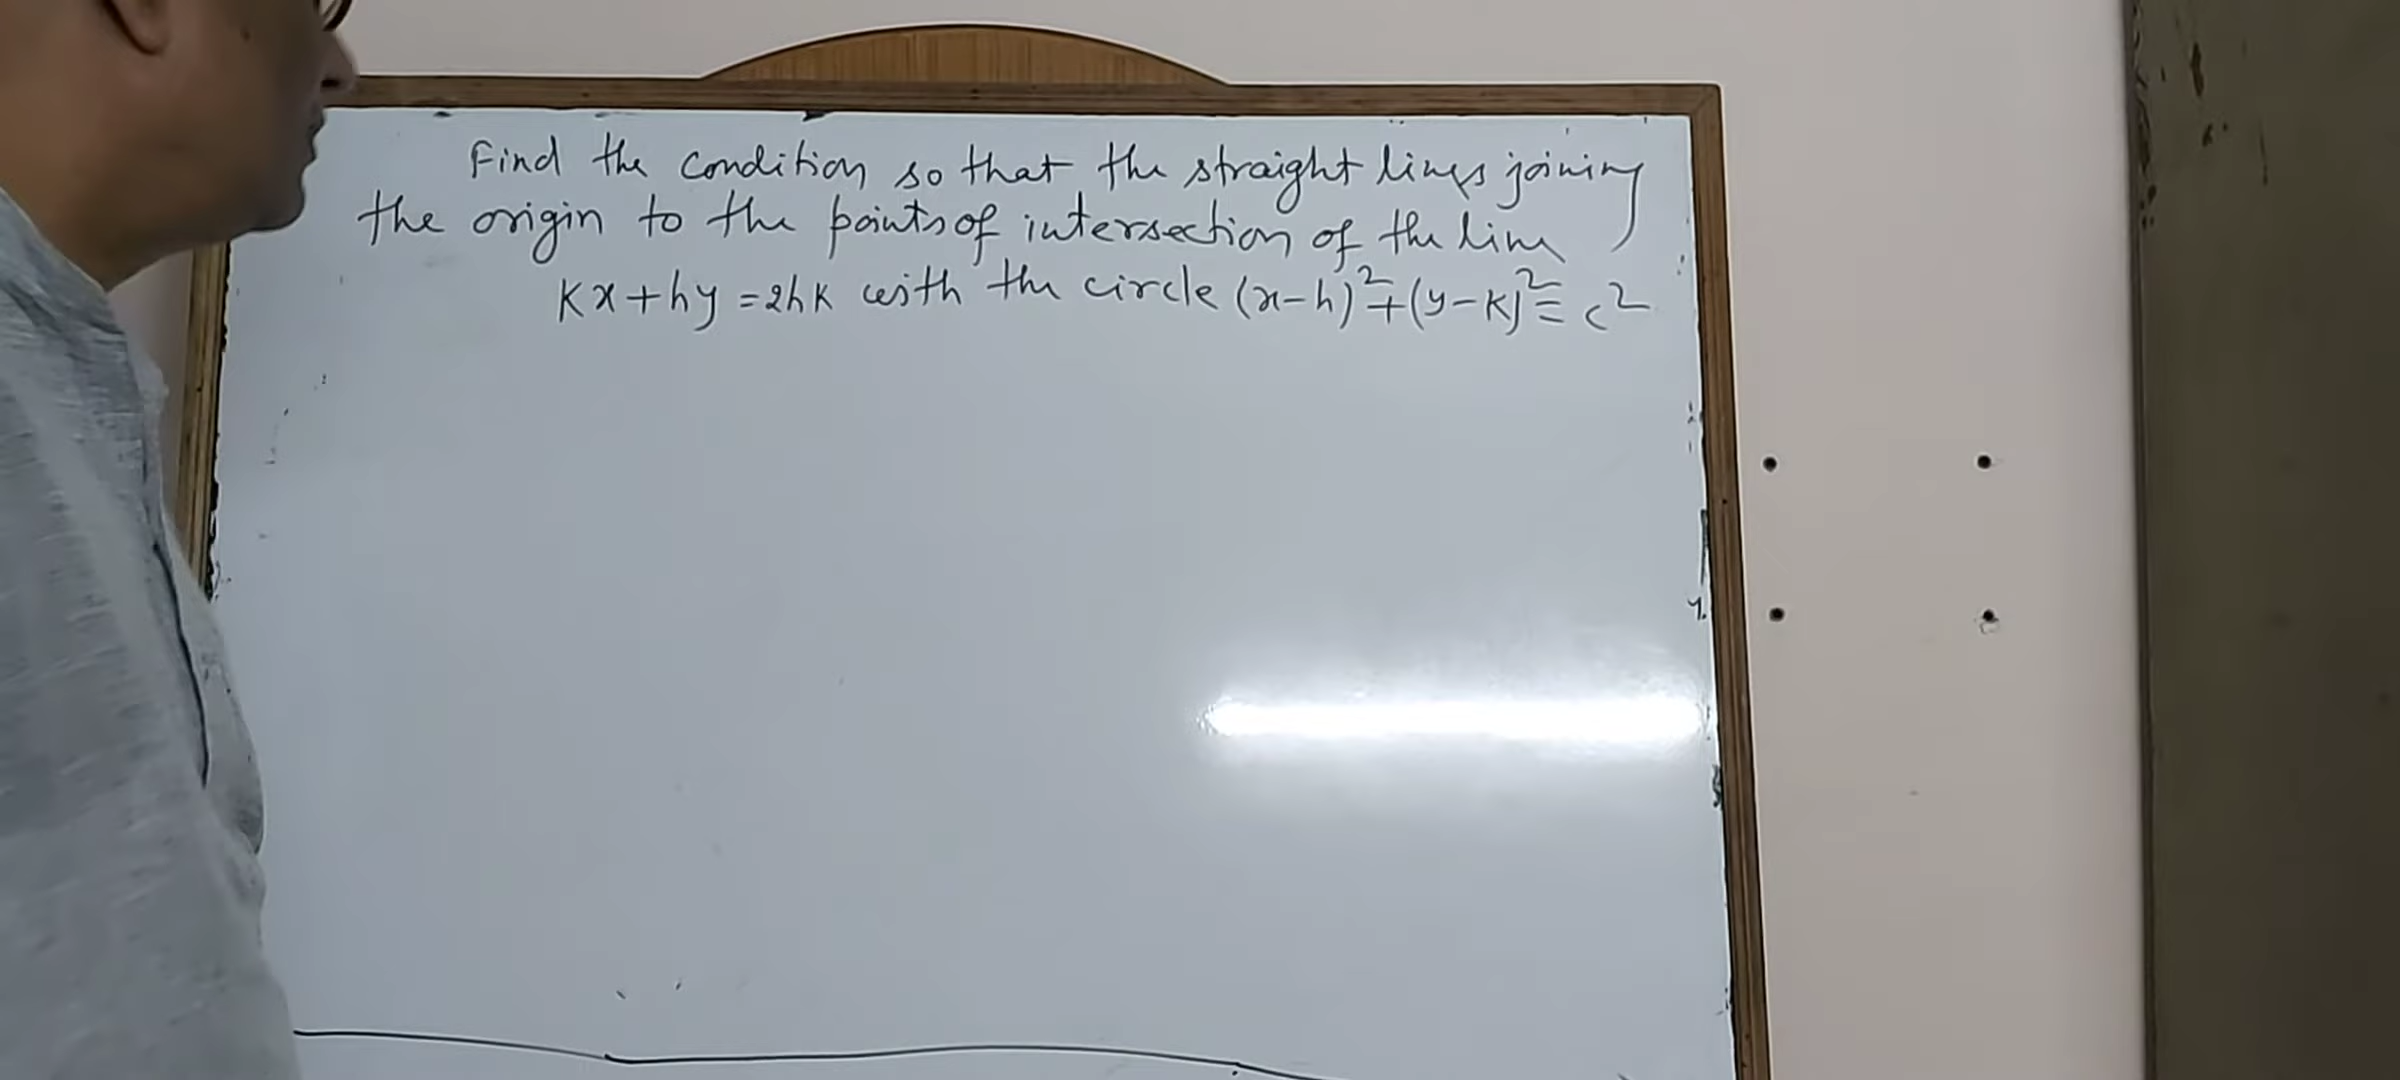 Find the condition so that the straight lines joining
the origin to the points of intersection of the line
Kx + hy = 2hK with the circle (x-h)² + (y-K)² = c²